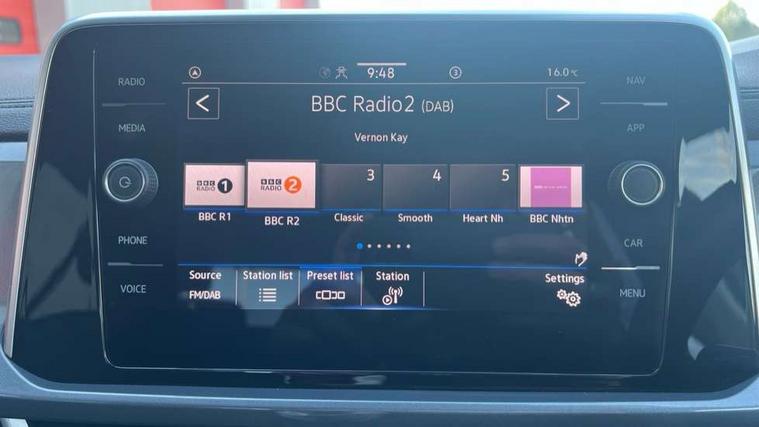 9:48
3
16.0°C
RADIO
MEDIA
PHONE
VOICE
<
BBC Radio2 (DAB)
>
Vernon Kay
BBC RADIO 1
BBC RADIO 2
3
4
5
BBC R1
BBC R2
Classic
Smooth
Heart Nh
BBC Nhtn
Source
FM/DAB
Station list
Preset list
Station
Settings
NAV
APP
CAR
MENU